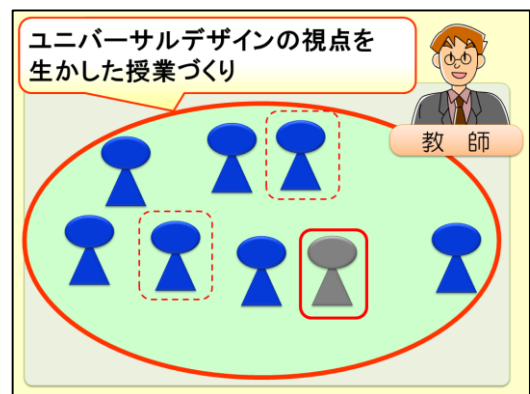 ユニバーサルデザインの視点を
生かした授業づくり
教　師